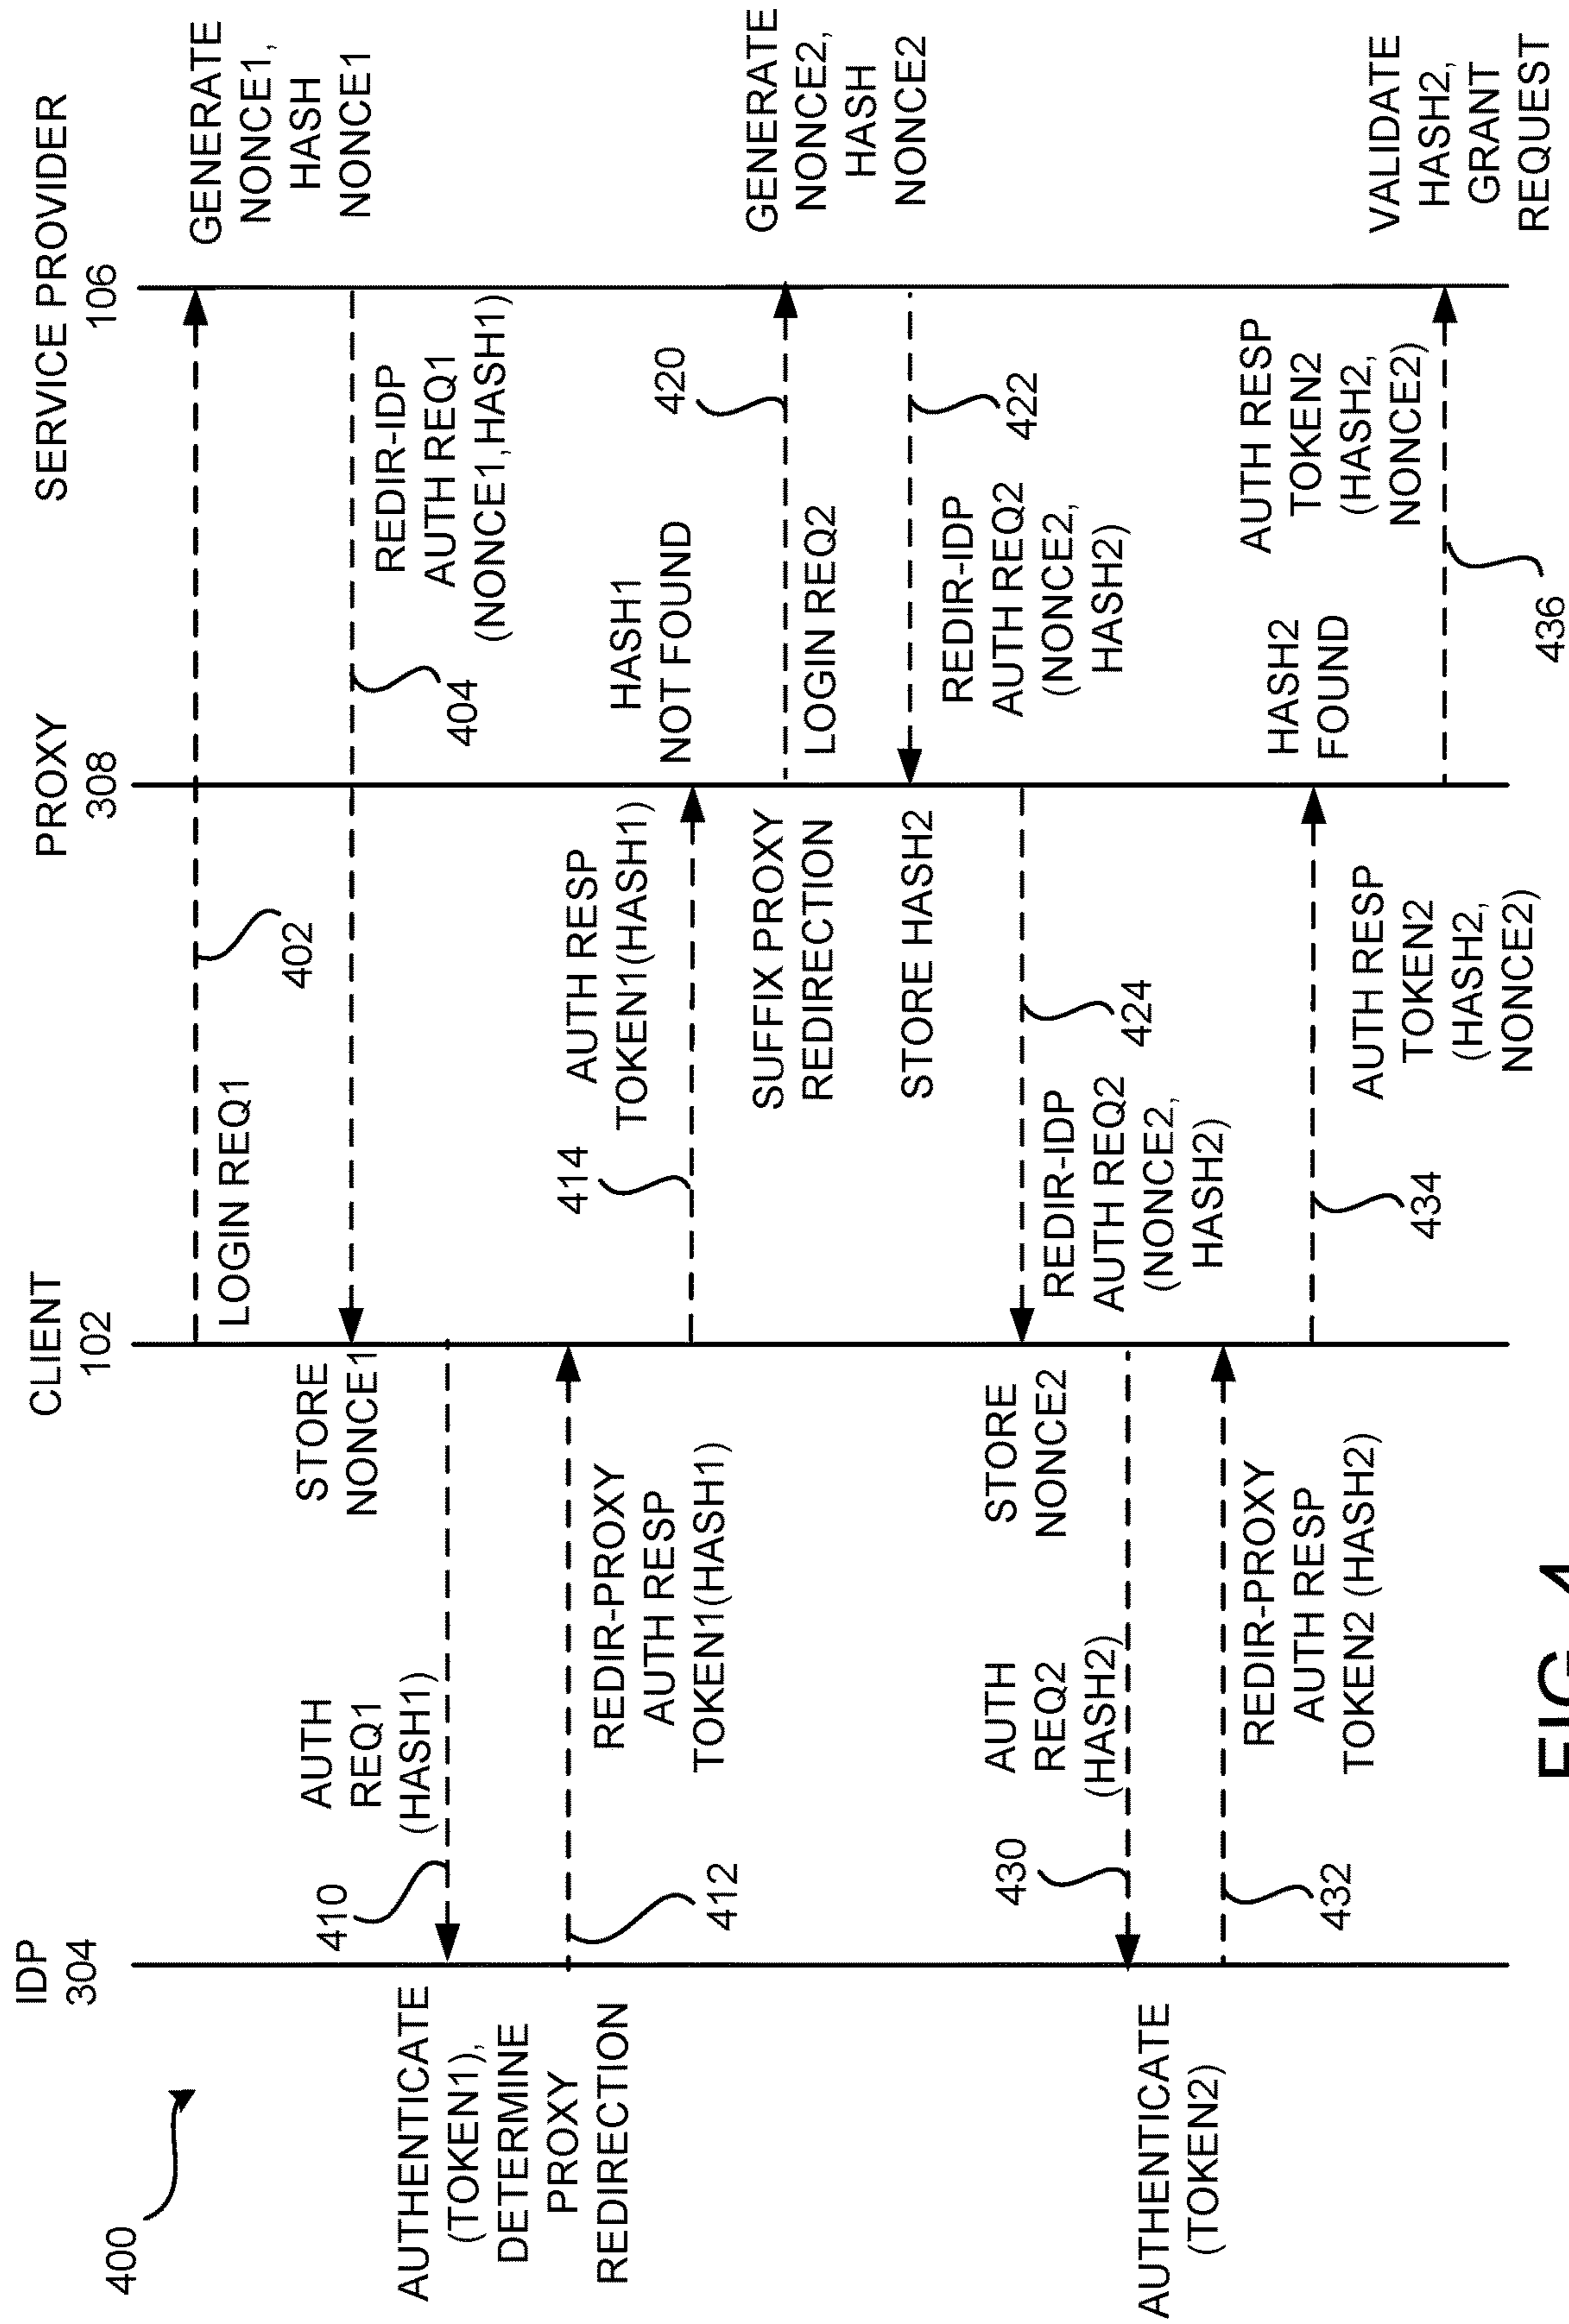 400
IDP
304
CLIENT
102
PROXY
308
SERVICE PROVIDER
106
LOGIN REQ1
402
GENERATE
NONCE1,
HASH
NONCE1
REDIR-IDP
AUTH REQ1
(NONCE1,HASH1)
404
STORE
NONCE1
AUTH
REQ1
(HASH1)
410
AUTHENTICATE
(TOKEN1),
DETERMINE
PROXY
REDIRECTION
412
REDIR-PROXY
AUTH RESP
TOKEN1(HASH1)
414
AUTH RESP
TOKEN1(HASH1)
HASH1
NOT FOUND
SUFFIX PROXY
REDIRECTION
420
LOGIN REQ2
GENERATE
NONCE2,
HASH
NONCE2
422
REDIR-IDP
AUTH REQ2
(NONCE2,
HASH2)
STORE HASH2
424
REDIR-IDP
AUTH REQ2
(NONCE2,
HASH2)
STORE
NONCE2
AUTH
REQ2
(HASH2)
430
AUTHENTICATE
(TOKEN2)
432
REDIR-PROXY
AUTH RESP
TOKEN2 (HASH2)
434
AUTH RESP
TOKEN2
(HASH2,
NONCE2)
HASH2
FOUND
AUTH RESP
TOKEN2
(HASH2,
NONCE2)
436
VALIDATE
HASH2,
GRANT
REQUEST
FIG. 4